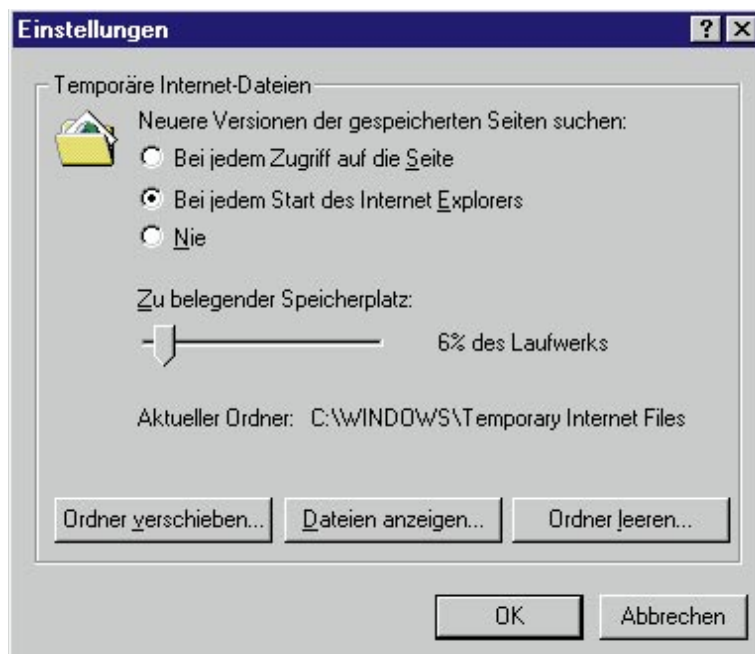 Einstellungen
Temporäre Internet-Dateien
Neuere Versionen der gespeicherten Seiten suchen:
Bei jedem Zugriff auf die Seite
Bei jedem Start des Internet Explorers
Nie
Zu belegender Speicherplatz:
6% des Laufwerks
Aktueller Ordner: C:\WINDOWS\Temporary Internet Files
Ordner verschieben... Dateien anzeigen... Ordner leeren...
OK Abbrechen